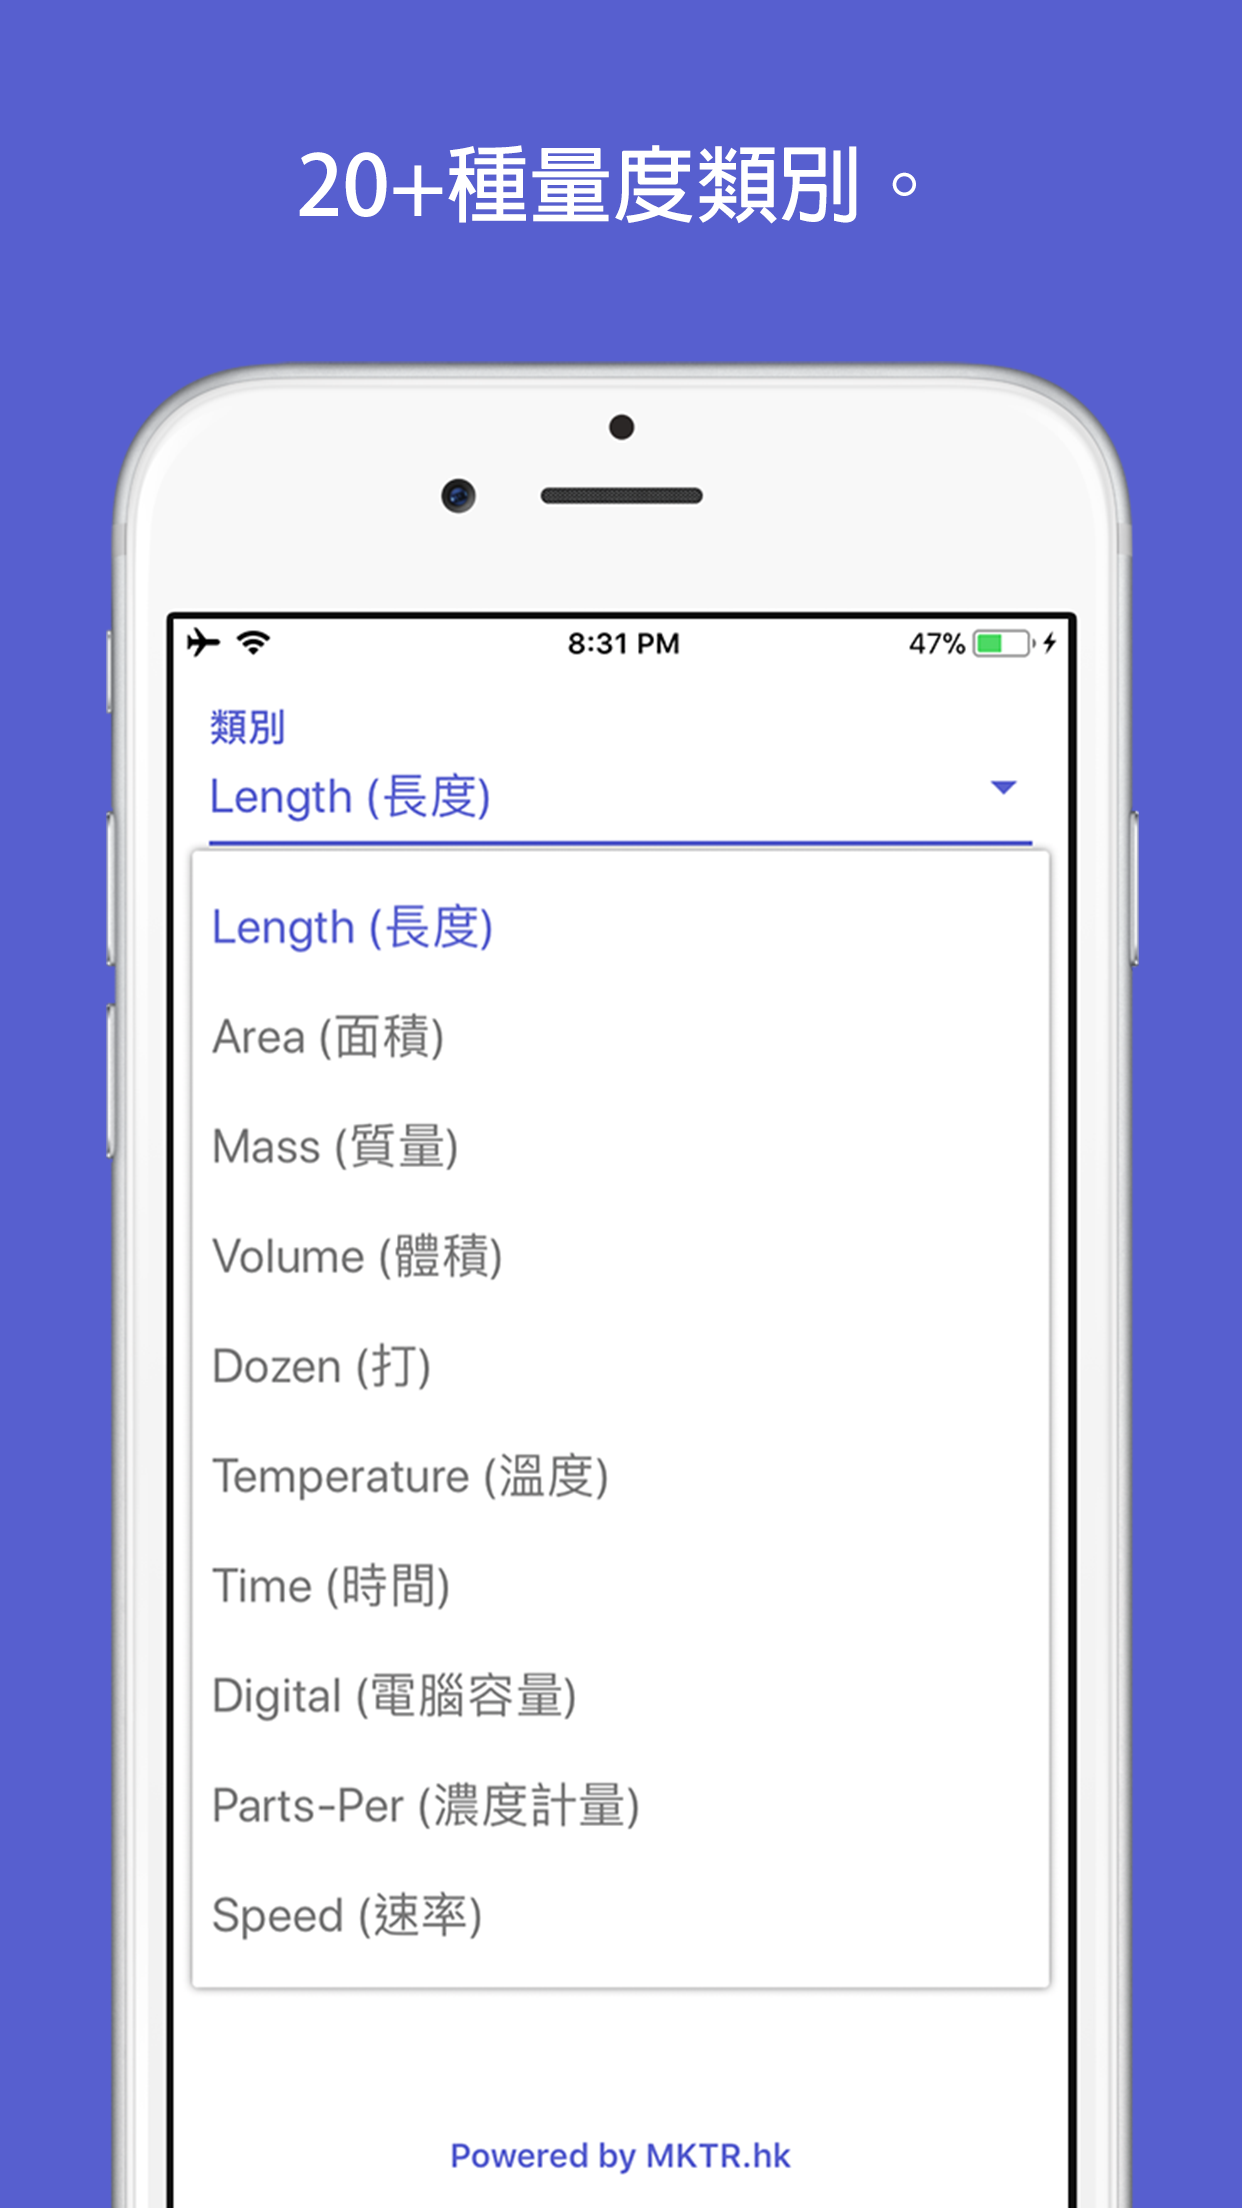 20+種量度類別。
8:31 PM
47%
類別
Length (長度)
Length (長度)
Area (面積)
Mass (質量)
Volume (體積)
Dozen (打)
Temperature (溫度)
Time (時間)
Digital (電腦容量)
Parts-Per (濃度計量)
Speed (速率)
Powered by MKTR.hk